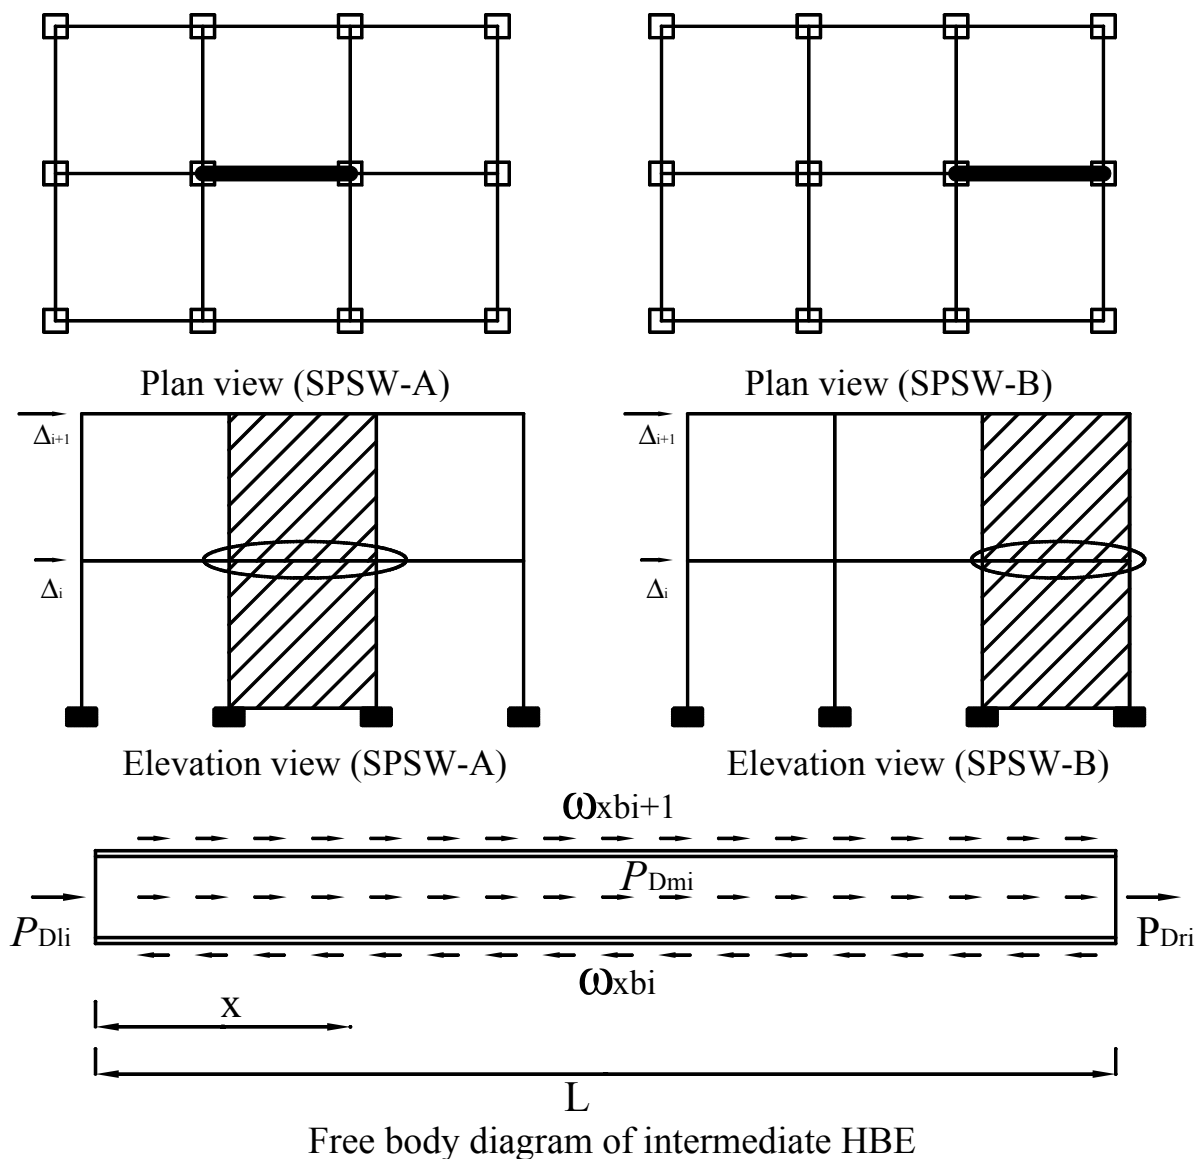 Plan view (SPSW-A)
Plan view (SPSW-B)
Δi+1
Δi+1
Δi
Δi
Elevation view (SPSW-A)
Elevation view (SPSW-B)
ωxbi+1
PDmi
PDli
PDri
ωxbi
x
L
Free body diagram of intermediate HBE